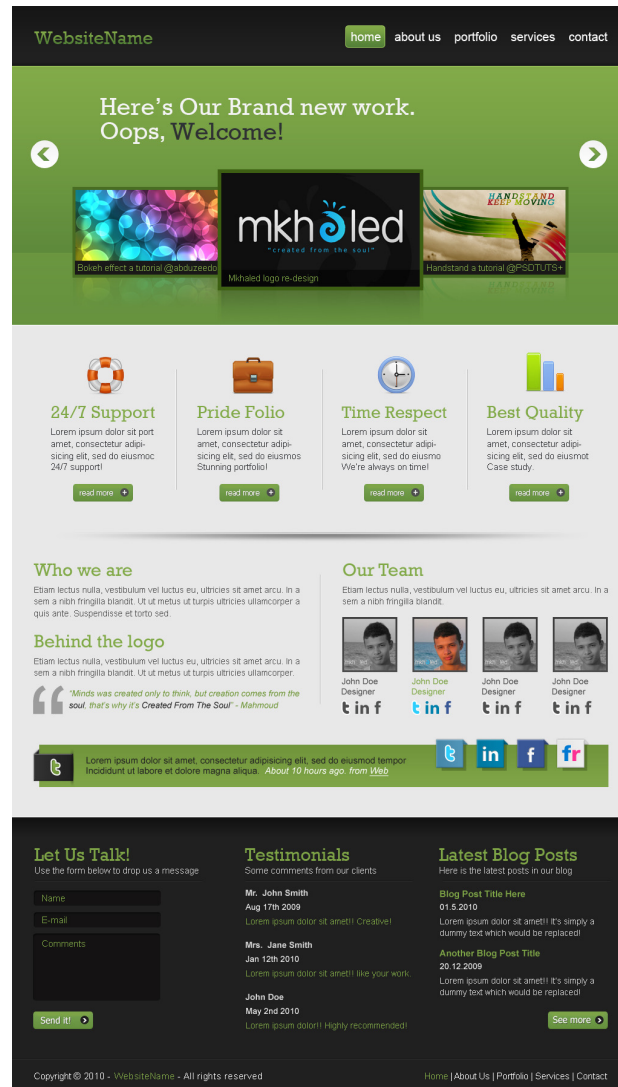 WebsiteName
home about us portfolio services contact
Here's Our Brand new work.
Oops, Welcome!
HANDSTAND
KEEP MOVING
mkhaled
"created from the soul"
Bokeh effect a tutorial @abduzeedo
Mkhaled logo re-design
Handstand a tutorial @PSDTUTS+
24/7 Support
Lorem ipsum dolor sit port
amet, consectetur adipi-
sicing elit, sed do eiusmoc
24/7 support!
read more
Pride Folio
Lorem ipsum dolor sit
amet, consectetur adipi-
sicing elit, sed do eiusmos
Stunning portfolio!
read more
Time Respect
Lorem ipsum dolor sit
amet, consectetur adipi-
sicing elit, sed do eiusmo
We're always on time!
read more
Best Quality
Lorem ipsum dolor sit
amet, consectetur adipi-
sicing elit, sed do eiusmot
Case study.
read more
Who we are
Etiam lectus nulla, vestibulum vel luctus eu, ultricies sit amet arcu. In a
sem a nibh fringilla blandit. Ut ut metus ut turpis ultricies ullamcorper a
quis ante. Suspendisse et torto sed.
Behind the logo
Etiam lectus nulla, vestibulum vel luctus eu, ultricies sit amet arcu. In a
sem a nibh fringilla blandit. Ut ut metus ut turpis ultricies ullamcorper.
"Minds was created only to think, but creation comes from the
soul, that's why it's Created From The Soul" - Mahmoud
Our Team
Etiam lectus nulla, vestibulum vel luctus eu, ultricies sit amet arcu. In a
sem a nibh fringilla blandit.
John Doe
Designer
t in f
John Doe
Designer
t in f
John Doe
Designer
t in f
John Doe
Designer
t in f
t
Lorem ipsum dolor sit amet, consectetur adipisicing elit, sed do eiusmod tempor
Incididunt ut labore et dolore magna aliqua. About 10 hours ago. from Web
t in f fr
Let Us Talk!
Use the form below to drop us a message
Name
E-mail
Comments
Send it!
Testimonials
Some comments from our clients
Mr. John Smith
Aug 17th 2009
Lorem ipsum dolor sit amet!! Creative!
Mrs. Jane Smith
Jan 12th 2010
Lorem ipsum dolor sit amet!! like your work.
John Doe
May 2nd 2010
Lorem ipsum dolor!! Highly recommended!
Latest Blog Posts
Here is the latest posts in our blog
Blog Post Title Here
01.5.2010
Lorem ipsum dolor sit amet!! It's simply a
dummy text which would be replaced!
Another Blog Post Title
20.12.2009
Lorem ipsum dolor sit amet!! It's simply a
dummy text which would be replaced!
See more
Copyright © 2010 - WebsiteName - All rights reserved
Home | About Us | Portfolio | Services | Contact